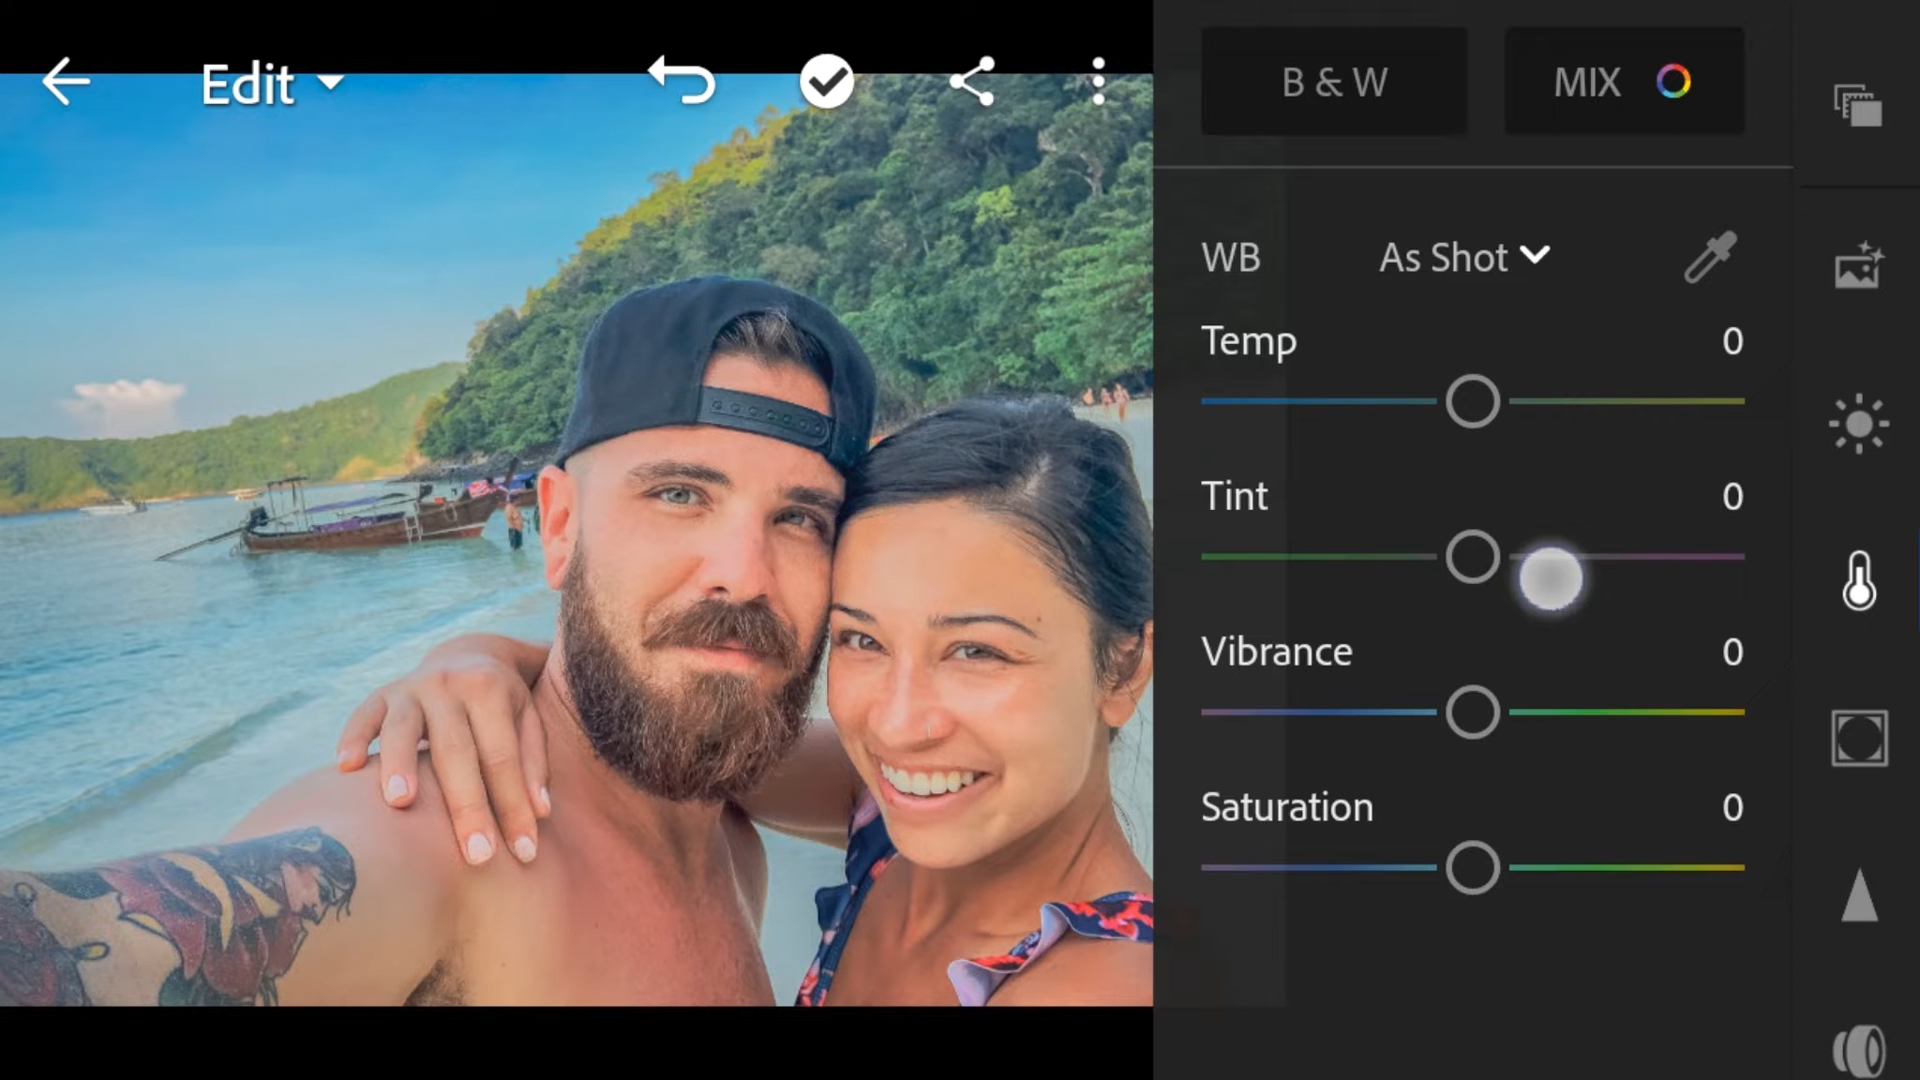 Edit
B & W
MIX
WB
As Shot
Temp
0
Tint
0
Vibrance
0
Saturation
0